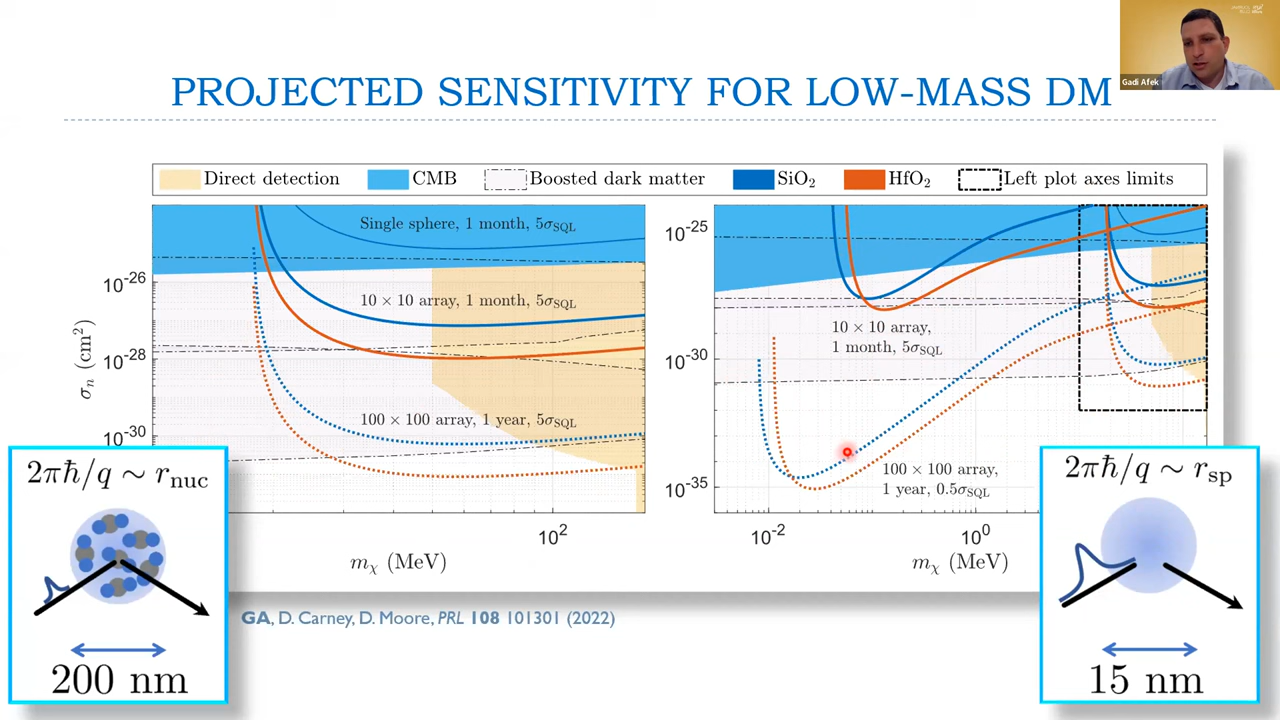 Gadi Afek
PROJECTED SENSITIVITY FOR LOW-MASS DM
Direct detection CMB Boosted dark matter SiO₂ HfO₂ Left plot axes limits
Single sphere, 1 month, 5σ_SQL
10 × 10 array, 1 month, 5σ_SQL
100 × 100 array, 1 year, 5σ_SQL
10⁻²⁶
10⁻²⁸
10⁻³⁰
σₙ (cm²)
10²
m_χ (MeV)
10⁻²⁵
10⁻³⁰
10⁻³⁵
10 × 10 array,
1 month, 5σ_SQL
100 × 100 array,
1 year, 0.5σ_SQL
10⁻²
10⁰
m_χ (MeV)
2πℏ/q ∼ r_nuc
200 nm
2πℏ/q ∼ r_sp
15 nm
GA, D. Carney, D. Moore, PRL 108 101301 (2022)